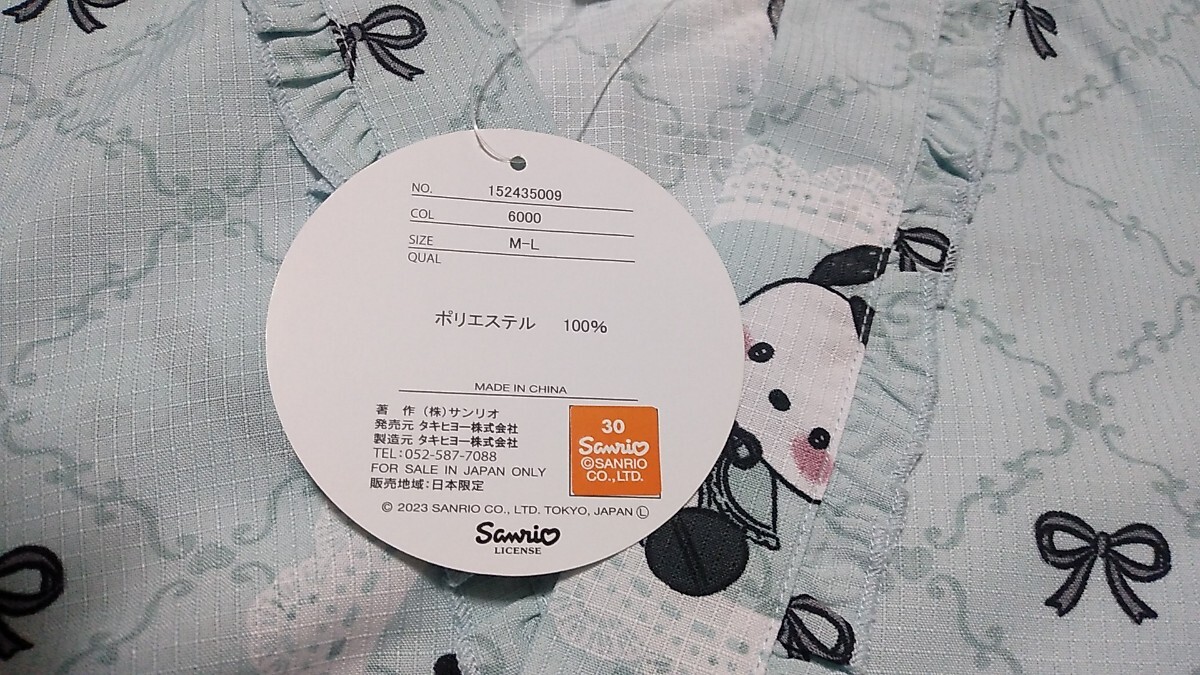 NO. 152435009
COL 6000
SIZE M-L
QUAL
ポリエステル 100%
MADE IN CHINA
著 作 (株)サンリオ
発売元 タキヒヨー株式会社
製造元 タキヒヨー株式会社
TEL:052-587-7088
FOR SALE IN JAPAN ONLY
販売地域:日本限定
30
Sanrio
©SANRIO
CO.,LTD.
© 2023 SANRIO CO., LTD. TOKYO, JAPAN Ⓛ
Sanrio
LICENSE